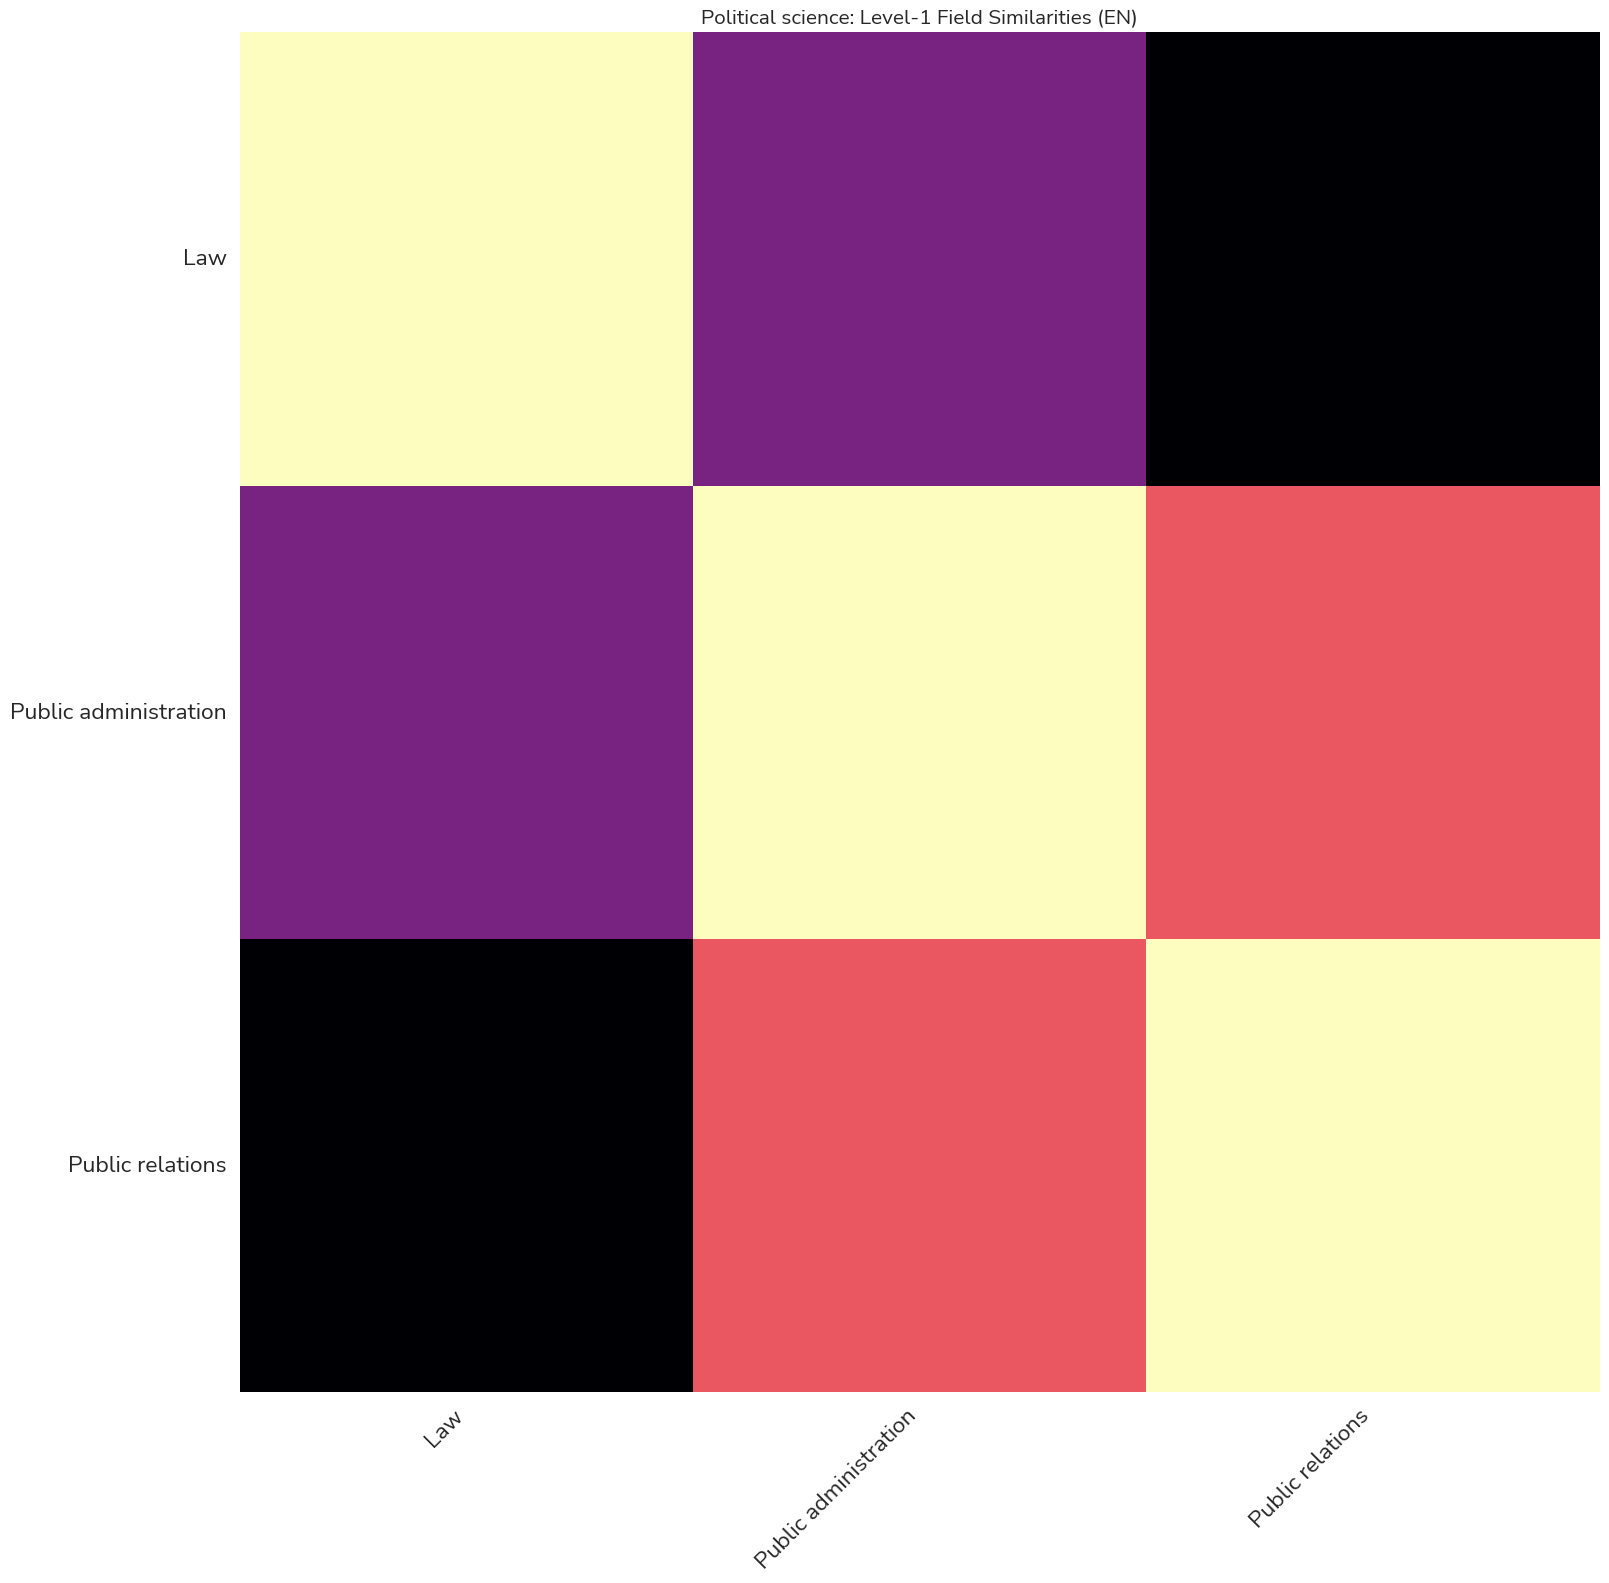 Political science: Level-1 Field Similarities (EN)
Law
Public administration
Public relations
Law
Public administration
Public relations